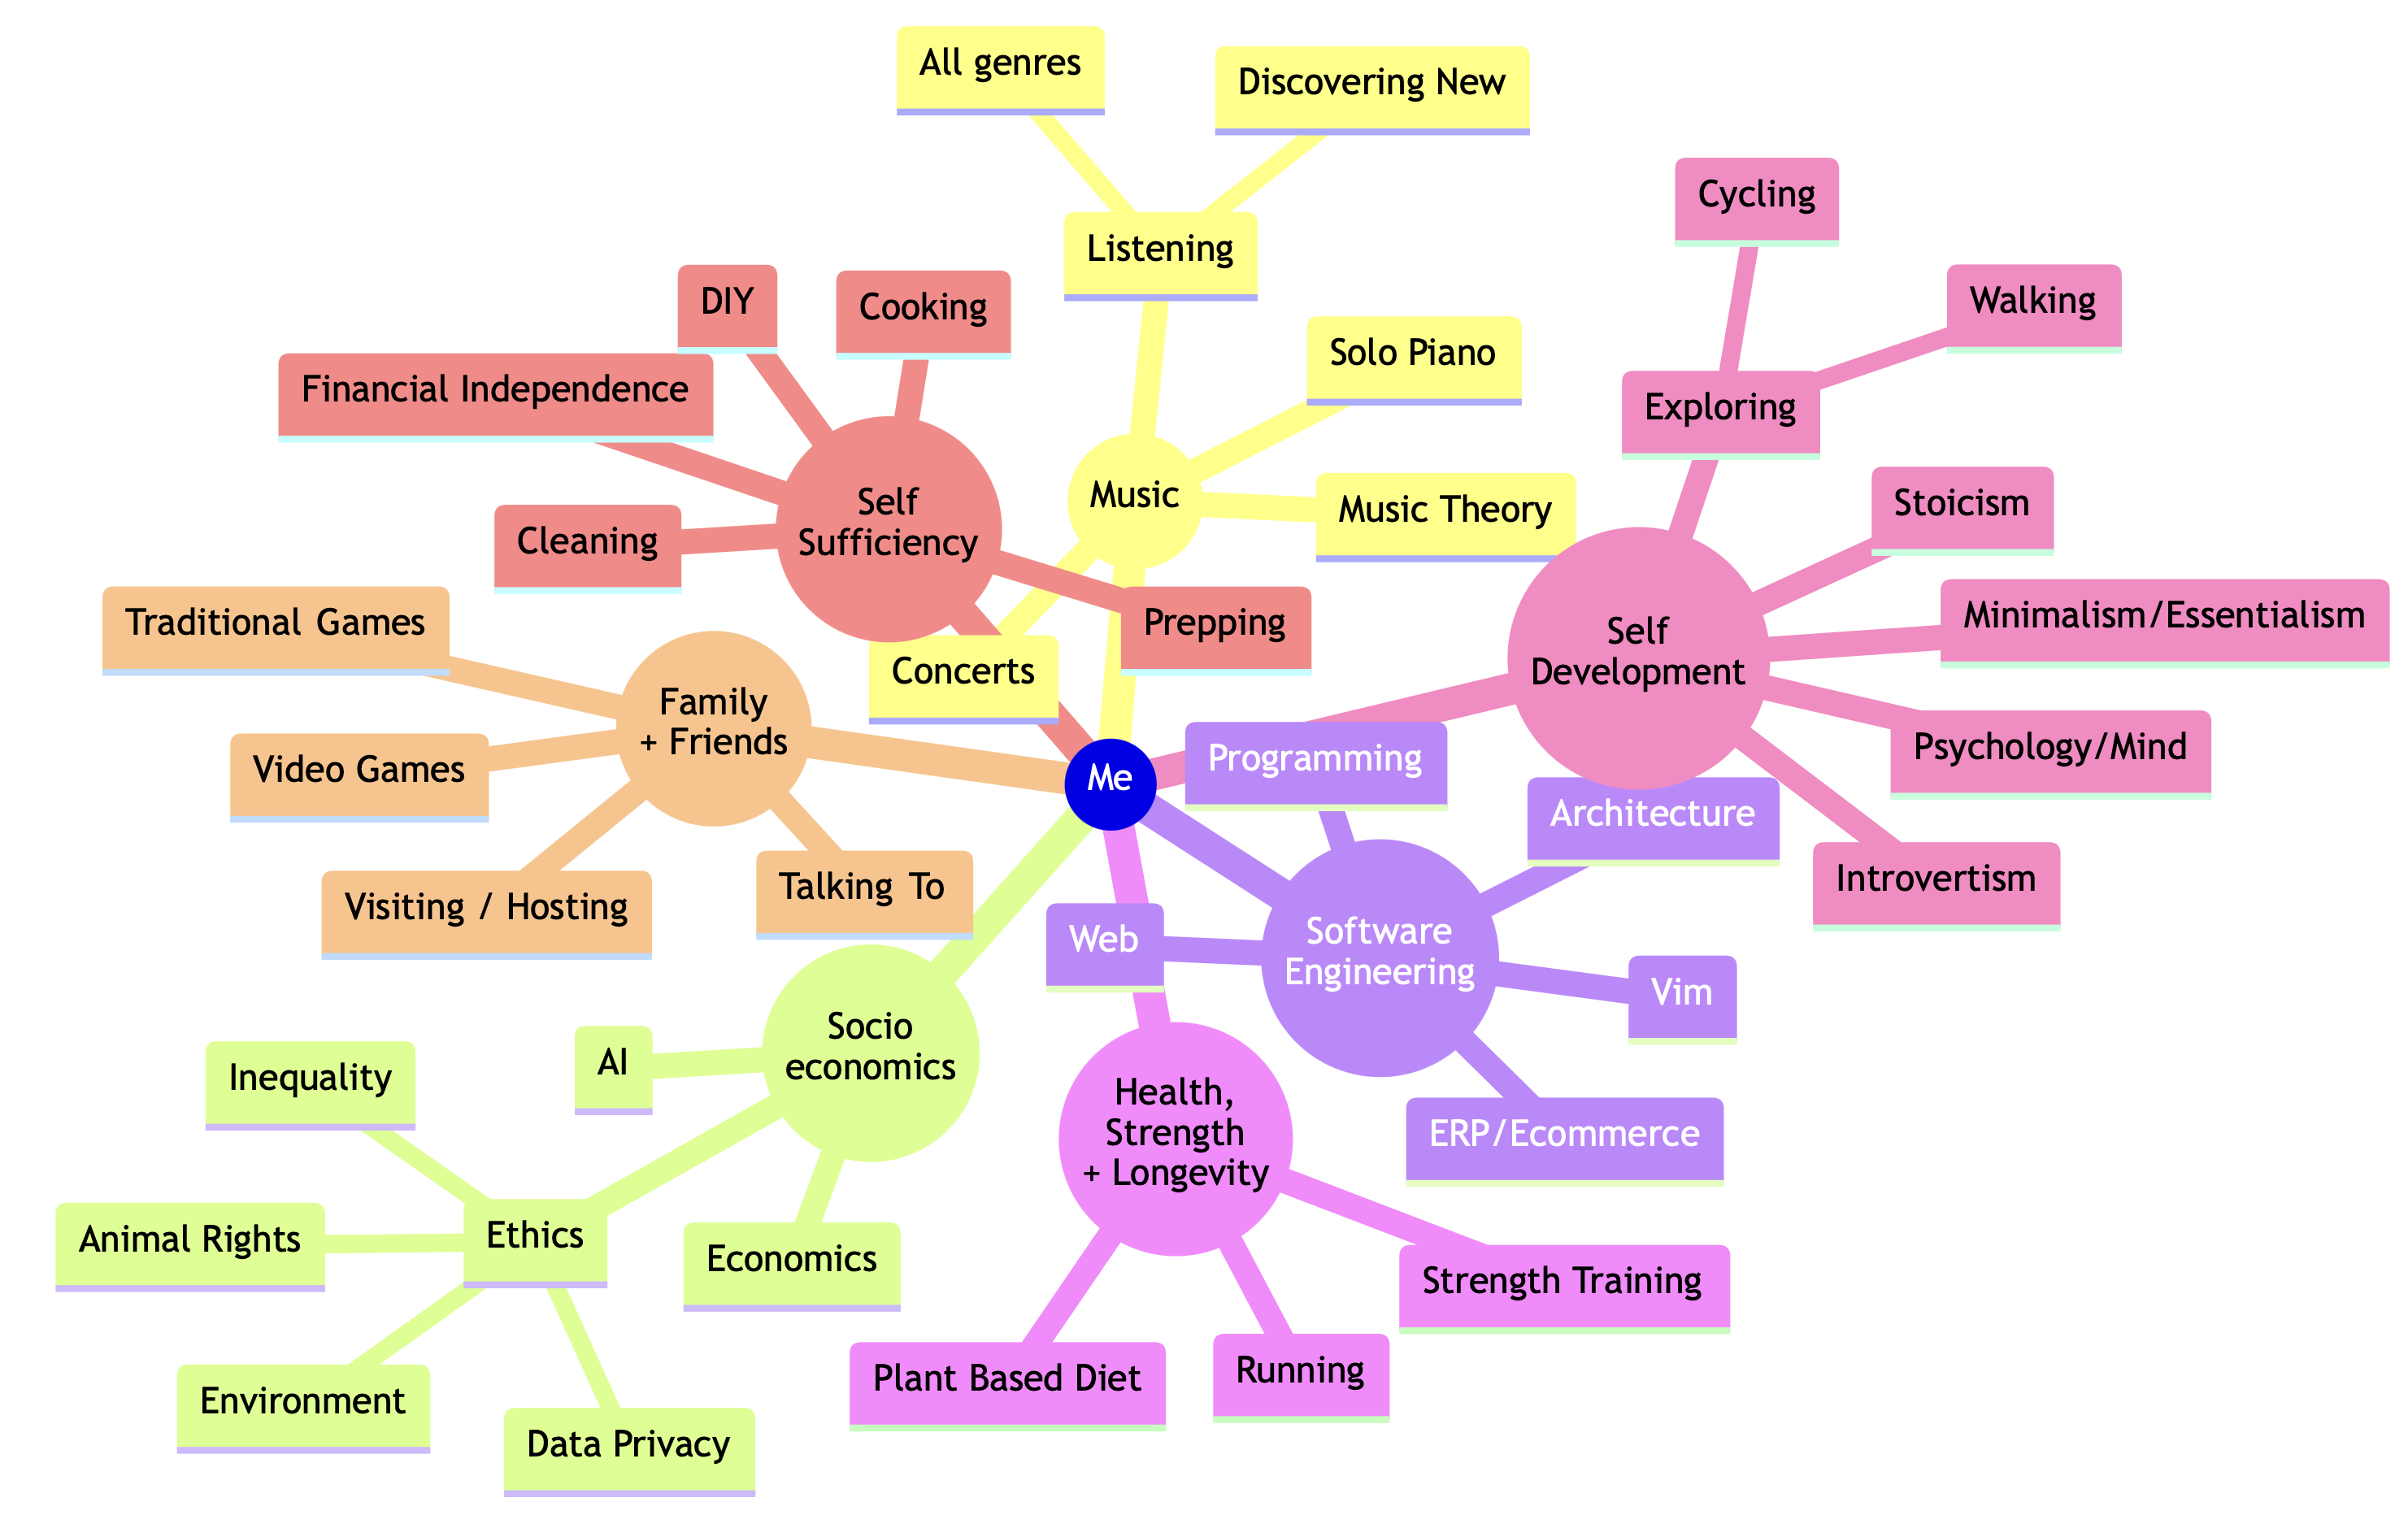 All genres
Discovering New
Listening
Solo Piano
Music Theory
Music
Concerts
DIY
Cooking
Financial Independence
Cleaning
Self
Sufficiency
Prepping
Cycling
Walking
Exploring
Stoicism
Minimalism/Essentialism
Psychology/Mind
Introvertism
Self
Development
Traditional Games
Video Games
Visiting / Hosting
Talking To
Family
+ Friends
Me
Programming
Architecture
Web
Software
Engineering
Vim
ERP/Ecommerce
Socio
economics
AI
Inequality
Animal Rights
Ethics
Economics
Environment
Data Privacy
Health,
Strength
+ Longevity
Strength Training
Running
Plant Based Diet